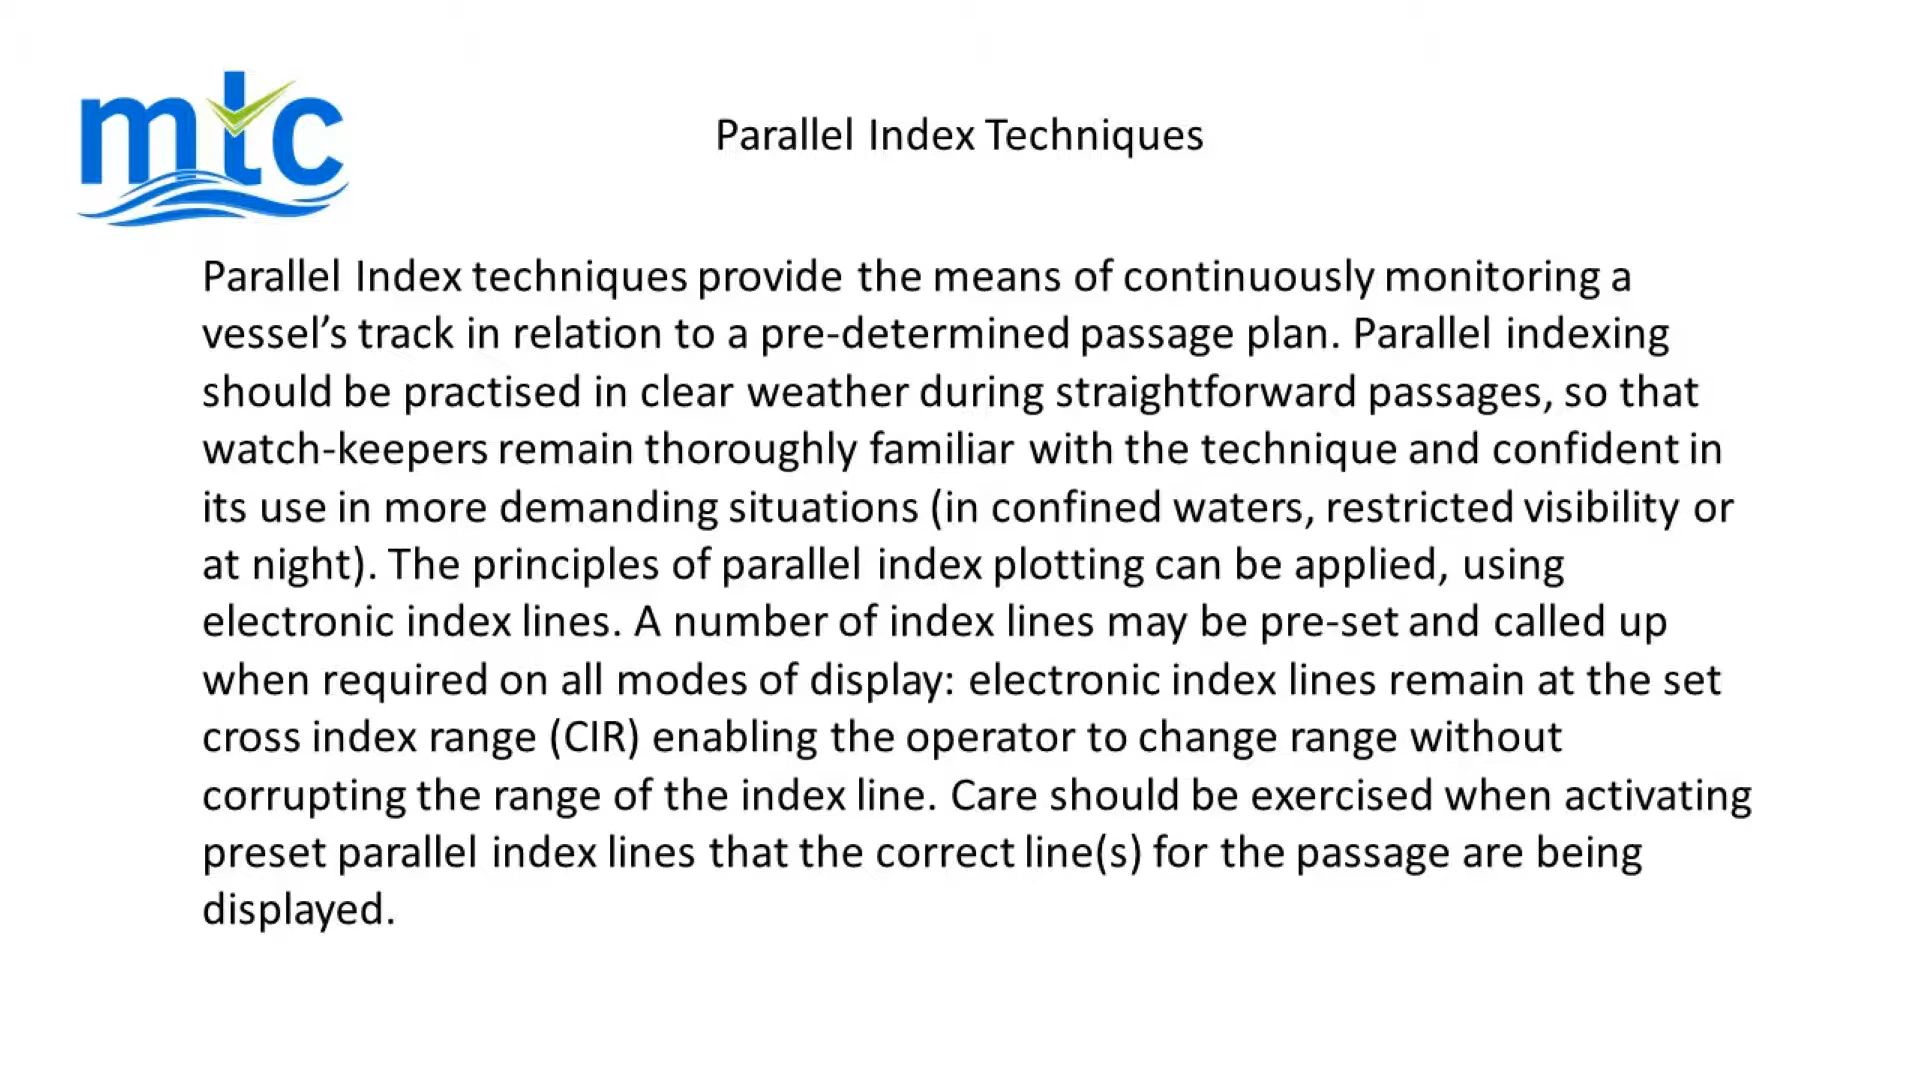 mtc
Parallel Index Techniques
Parallel Index techniques provide the means of continuously monitoring a
vessel’s track in relation to a pre-determined passage plan. Parallel indexing
should be practised in clear weather during straightforward passages, so that
watch-keepers remain thoroughly familiar with the technique and confident in
its use in more demanding situations (in confined waters, restricted visibility or
at night). The principles of parallel index plotting can be applied, using
electronic index lines. A number of index lines may be pre-set and called up
when required on all modes of display: electronic index lines remain at the set
cross index range (CIR) enabling the operator to change range without
corrupting the range of the index line. Care should be exercised when activating
preset parallel index lines that the correct line(s) for the passage are being
displayed.